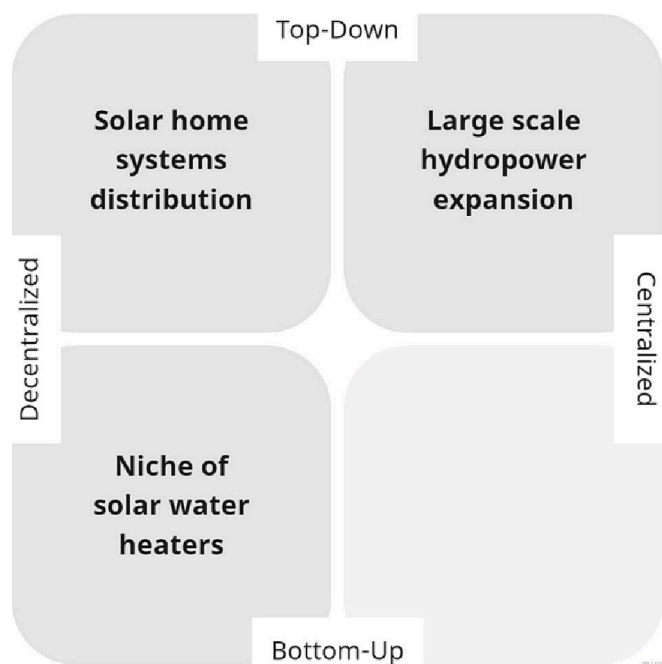 Top-Down
Solar home
systems
distribution
Large scale
hydropower
expansion
Decentralized
Centralized
Niche of
solar water
heaters
Bottom-Up